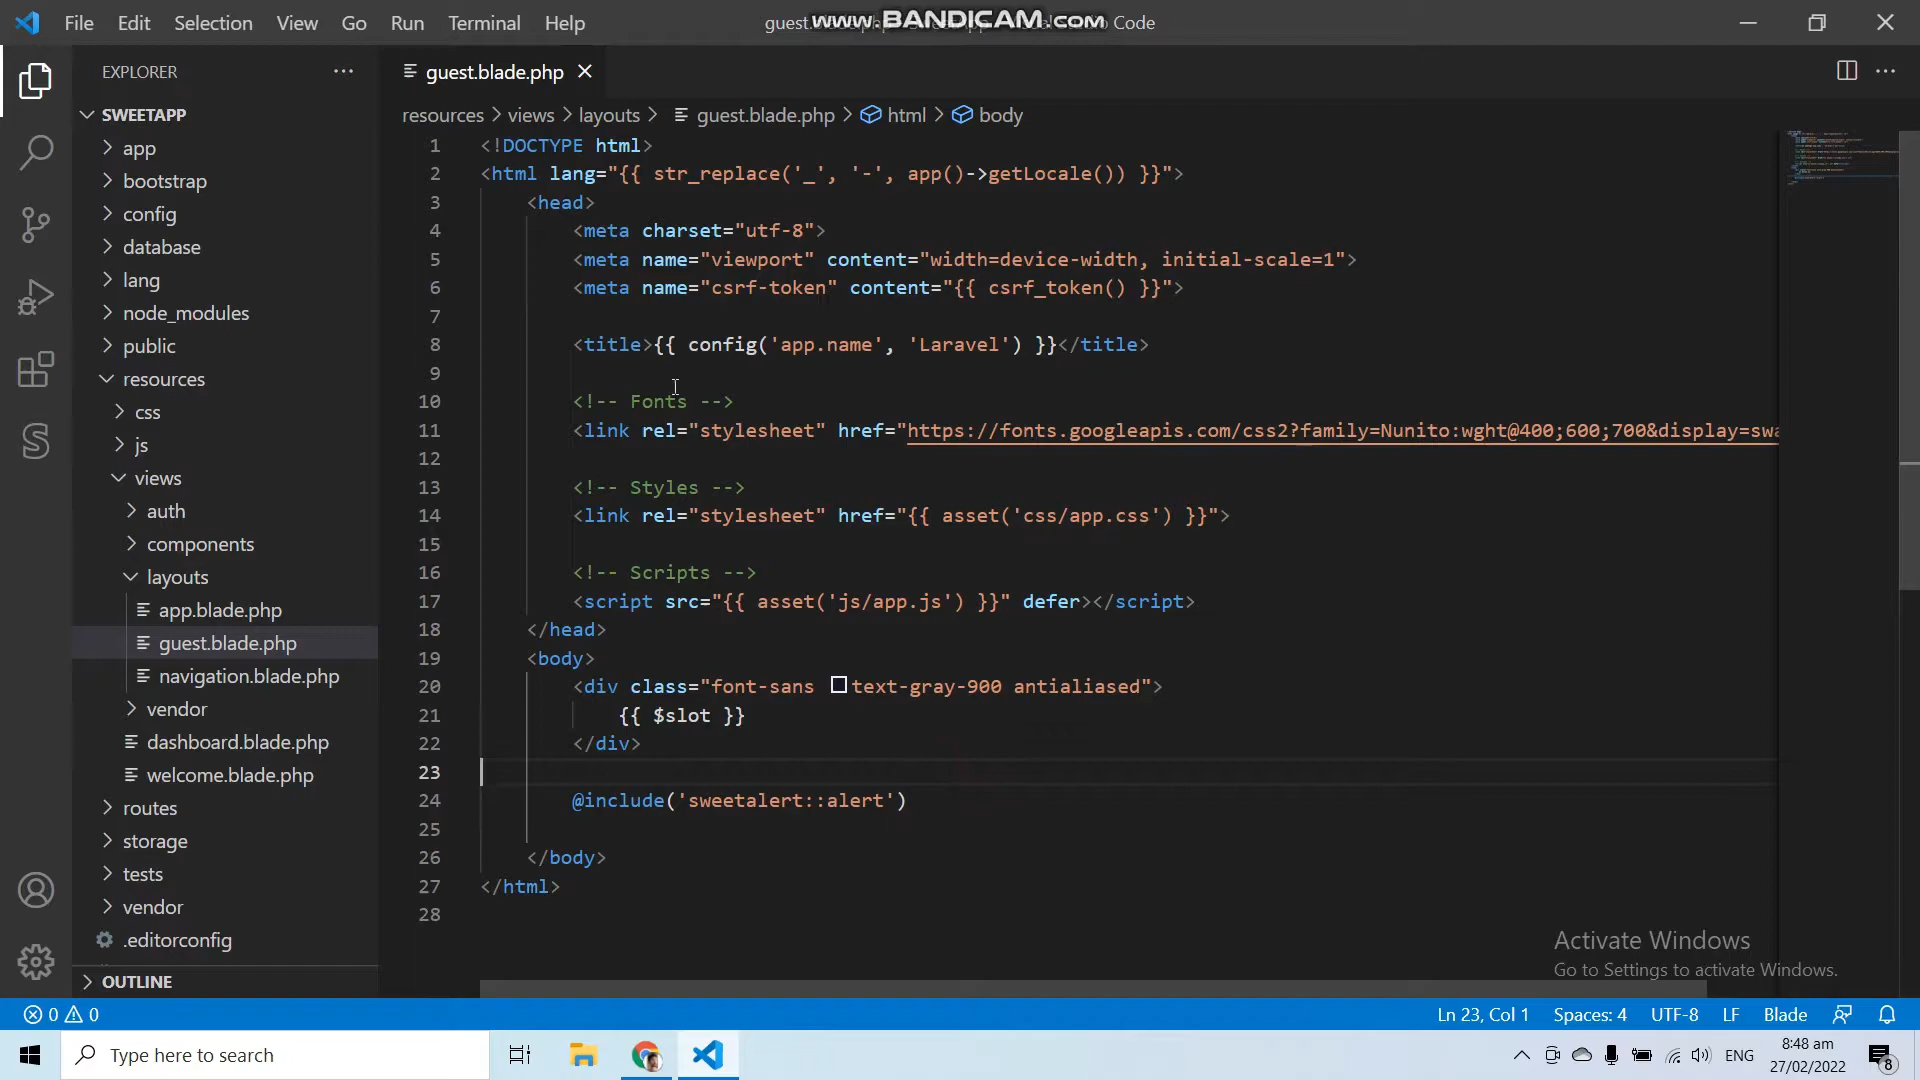 File Edit Selection View Go Run Terminal Help
www.BANDICAM.com
EXPLORER
guest.blade.php
resources > views > layouts > guest.blade.php > html > body
SWEETAPP
app
bootstrap
config
database
lang
node_modules
public
resources
css
js
views
auth
components
layouts
app.blade.php
guest.blade.php
navigation.blade.php
vendor
dashboard.blade.php
welcome.blade.php
routes
storage
tests
vendor
.editorconfig
OUTLINE
1 <!DOCTYPE html>
2 <html lang="{{ str_replace('_', '-', app()->getLocale()) }}">
3 <head>
4 <meta charset="utf-8">
5 <meta name="viewport" content="width=device-width, initial-scale=1">
6 <meta name="csrf-token" content="{{ csrf_token() }}">
7
8 <title>{{ config('app.name', 'Laravel') }}</title>
9
10 <!-- Fonts -->
11 <link rel="stylesheet" href="https://fonts.googleapis.com/css2?family=Nunito:wght@400;600;700&display=swa
12
13 <!-- Styles -->
14 <link rel="stylesheet" href="{{ asset('css/app.css') }}">
15
16 <!-- Scripts -->
17 <script src="{{ asset('js/app.js') }}" defer></script>
18 </head>
19 <body>
20 <div class="font-sans text-gray-900 antialiased">
21 {{ $slot }}
22 </div>
23
24 @include('sweetalert::alert')
25
26 </body>
27 </html>
28
Activate Windows
Go to Settings to activate Windows.
0 0
Ln 23, Col 1 Spaces: 4 UTF-8 LF Blade
Type here to search
ENG
8:48 am
27/02/2022
8